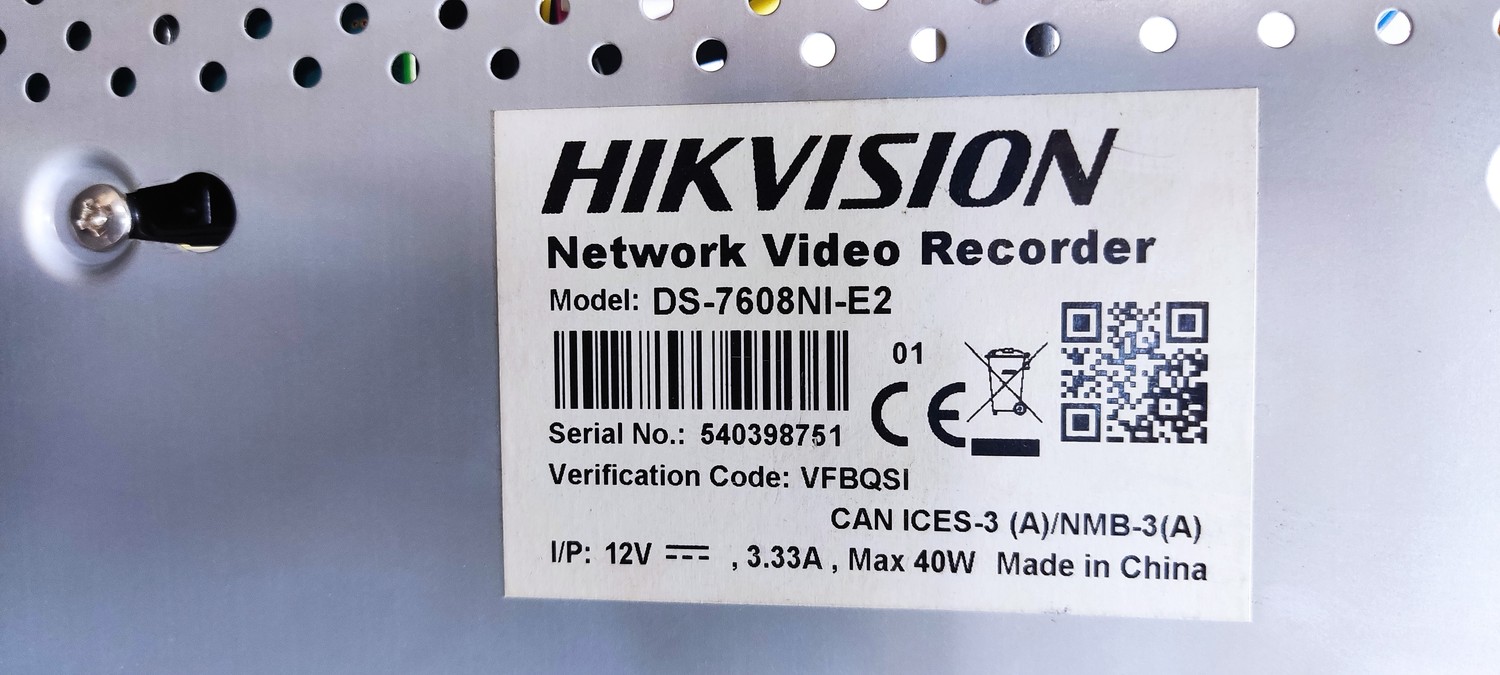 HIKVISION
Network Video Recorder
Model: DS-7608NI-E2
01
CE
Serial No.: 540398751
Verification Code: VFBQSI
CAN ICES-3 (A)/NMB-3(A)
I/P: 12V ⎓ , 3.33A , Max 40W Made in China